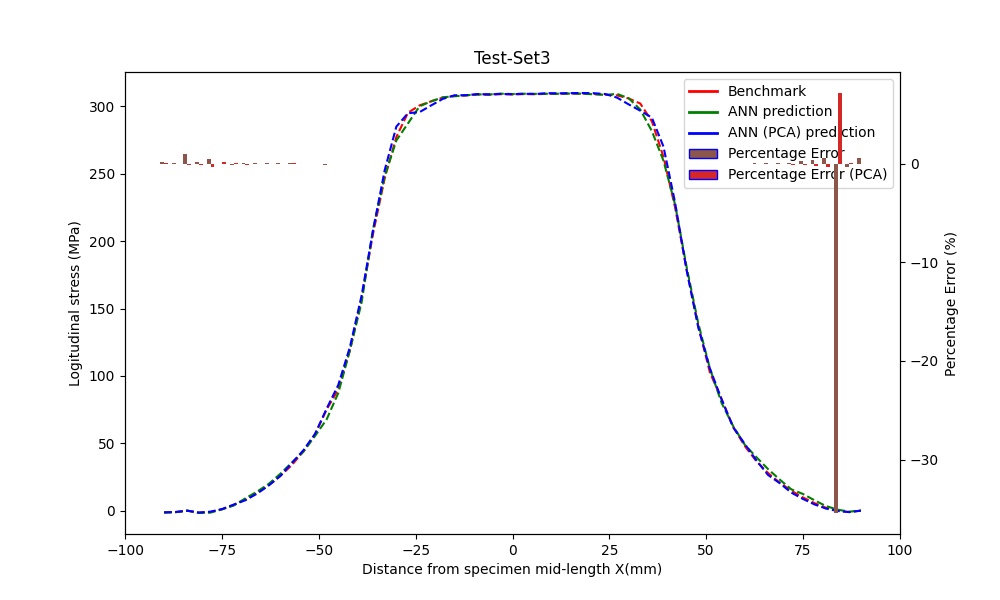 Test-Set3
Benchmark
ANN prediction
ANN (PCA) prediction
Percentage Error
Percentage Error (PCA)
300
250
200
150
100
50
0
Logitudinal stress (MPa)
0
−10
−20
−30
Percentage Error (%)
−100 −75 −50 −25 0 25 50 75 100
Distance from specimen mid-length X(mm)